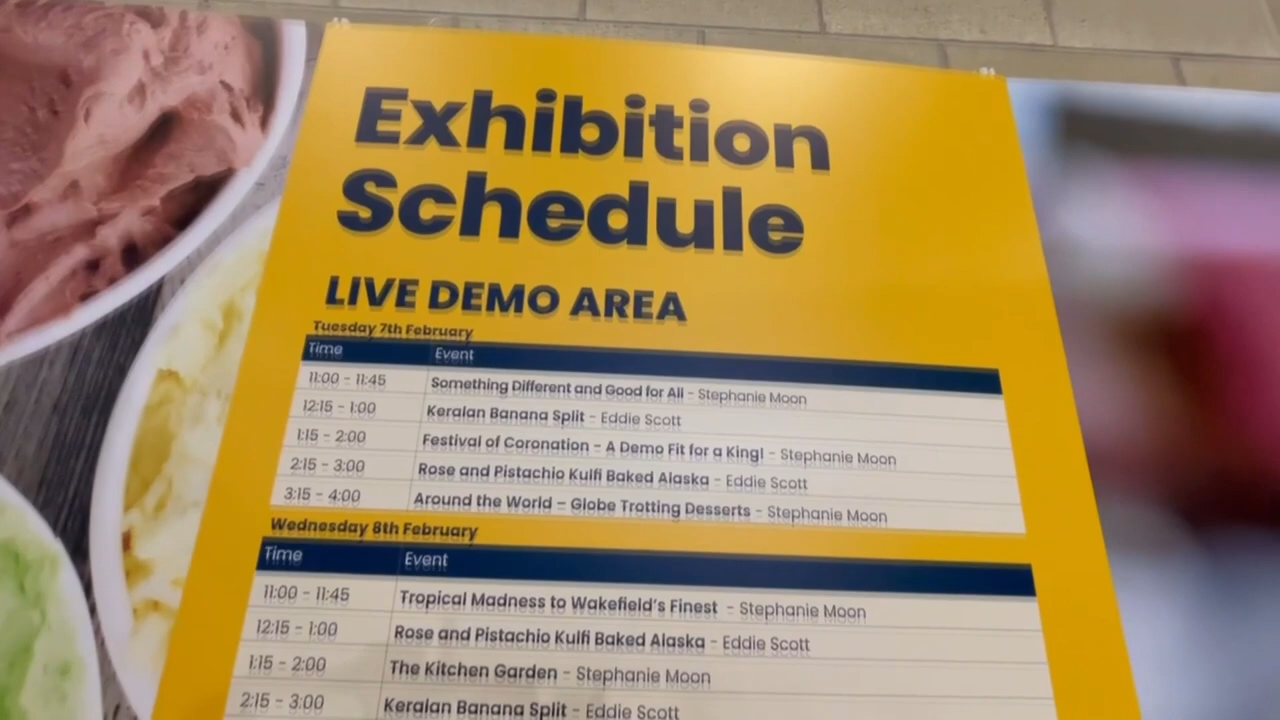 Exhibition
Schedule
LIVE DEMO AREA
Tuesday 7th February
Time Event
11:00 - 11:45 Something Different and Good for All - Stephanie Moon
12:15 - 1:00 Keralan Banana Split - Eddie Scott
1:15 - 2:00 Festival of Coronation - A Demo Fit for a King! - Stephanie Moon
2:15 - 3:00 Rose and Pistachio Kulfi Baked Alaska - Eddie Scott
3:15 - 4:00 Around the World – Globe Trotting Desserts - Stephanie Moon
Wednesday 8th February
Time Event
11:00 - 11:45 Tropical Madness to Wakefield's Finest - Stephanie Moon
12:15 - 1:00 Rose and Pistachio Kulfi Baked Alaska - Eddie Scott
1:15 - 2:00 The Kitchen Garden - Stephanie Moon
2:15 - 3:00 Keralan Banana Split - Eddie Scott